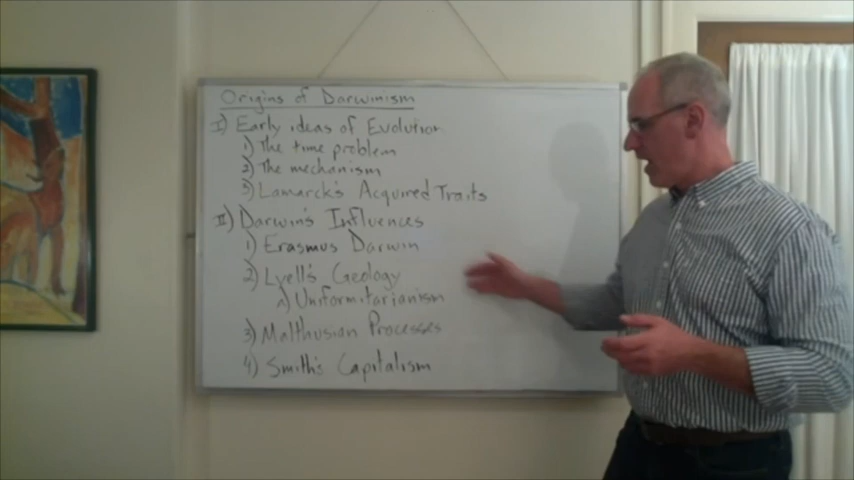 Origins of Darwinism
I) Early ideas of Evolution
1) The time problem
2) The mechanism
3) Lamarck's Acquired Traits
II) Darwin's Influences
1) Erasmus Darwin
2) Lyell's Geology
a) Uniformitarianism
3) Malthusian Processes
4) Smith's Capitalism